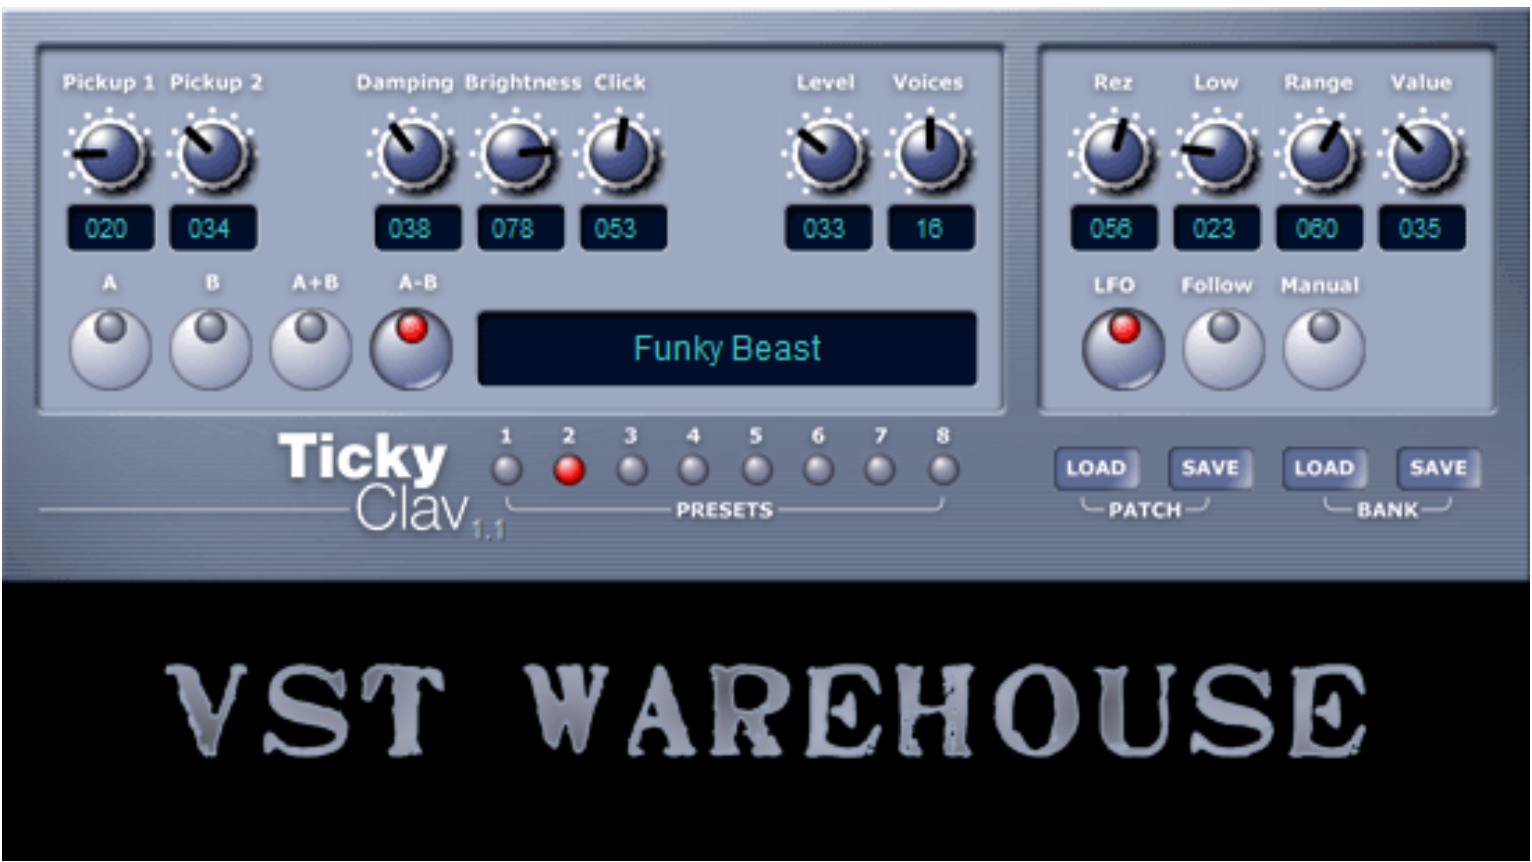 Pickup 1 Pickup 2 Damping Brightness Click Level Voices Rez Low Range Value
020 034 038 078 053 033 16 056 023 060 035
A B A+B A-B LFO Follow Manual
Funky Beast
1 2 3 4 5 6 7 8
Ticky
LOAD SAVE LOAD SAVE
Clav 1.1
PRESETS PATCH BANK
VST WAREHOUSE